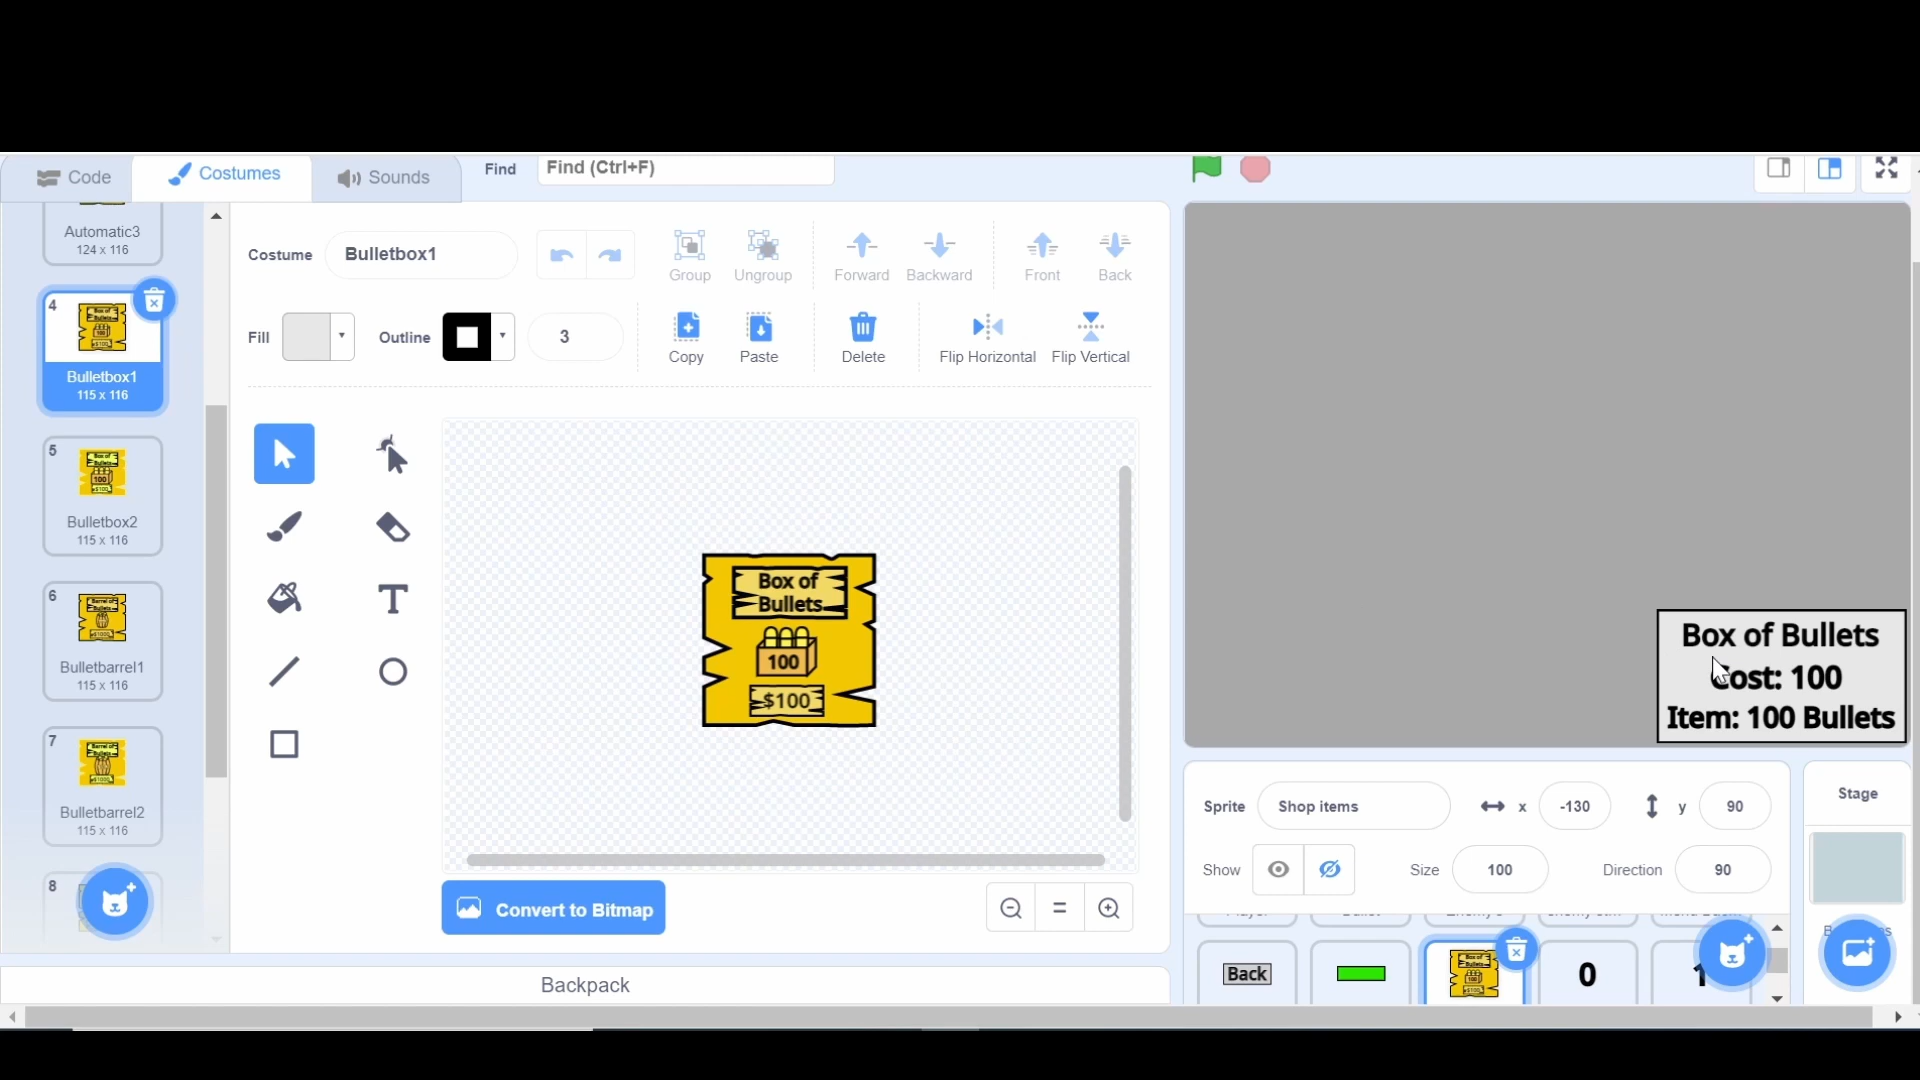 Code
Costumes
Sounds
Find
Find (Ctrl+F)
Automatic3
124 x 116
4
Bulletbox1
115 x 116
5
Bulletbox2
115 x 116
6
Bulletbarrel1
115 x 116
7
Bulletbarrel2
115 x 116
8
Costume
Bulletbox1
Group
Ungroup
Forward
Backward
Front
Back
Fill
Outline
3
Copy
Paste
Delete
Flip Horizontal
Flip Vertical
Box of
Bullets
100
$100
Convert to Bitmap
Backpack
Box of Bullets
Cost: 100
Item: 100 Bullets
Sprite
Shop items
x
-130
y
90
Show
Size
100
Direction
90
Stage
Back
0
1